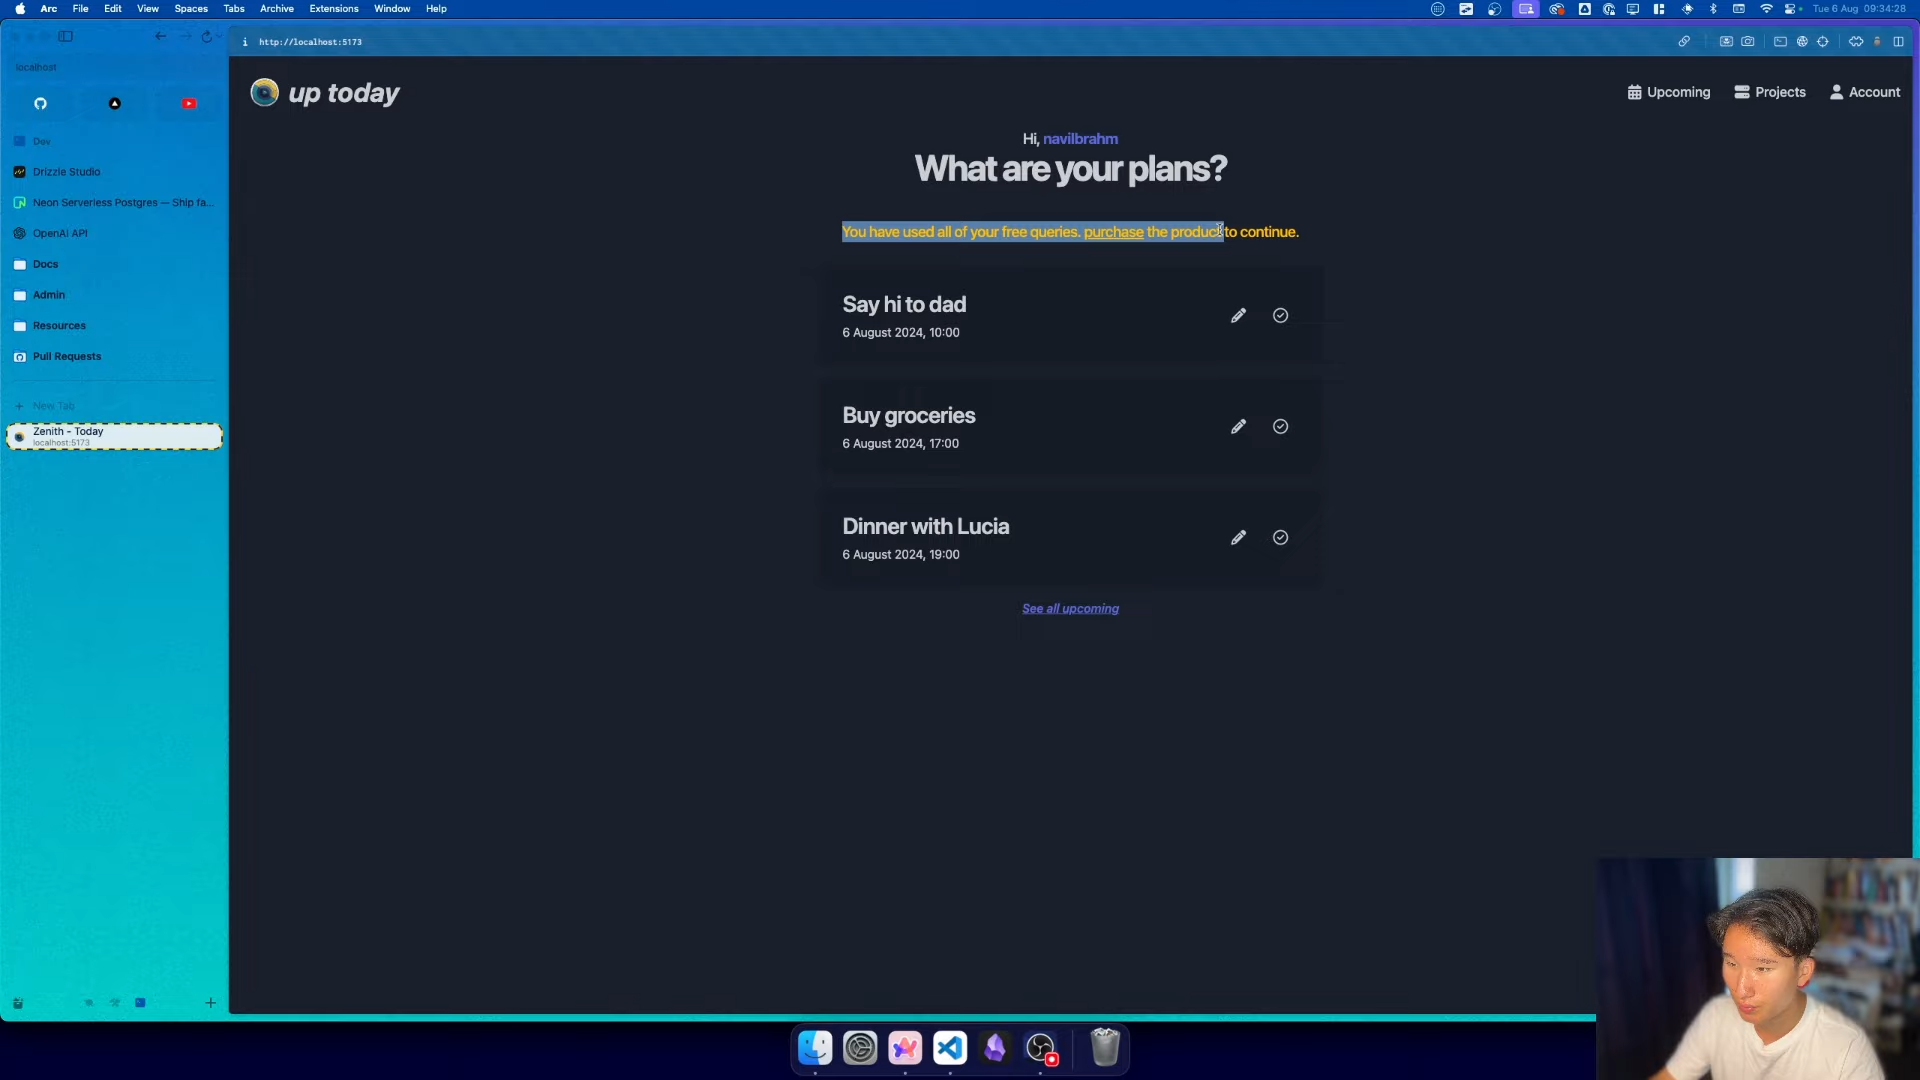 Arc File Edit View Spaces Tabs Archive Extensions Window Help Tue 6 Aug 09:34:28
http://localhost:5173
localhost
up today
Upcoming Projects Account
Dev
Drizzle Studio
Neon Serverless Postgres — Ship fa...
OpenAI API
Docs
Admin
Resources
Pull Requests
+ New Tab
Zenith - Today
localhost:5173
Hi, navilbrahm
What are your plans?
You have used all of your free queries. purchase the product to continue.
Say hi to dad
6 August 2024, 10:00
Buy groceries
6 August 2024, 17:00
Dinner with Lucia
6 August 2024, 19:00
See all upcoming